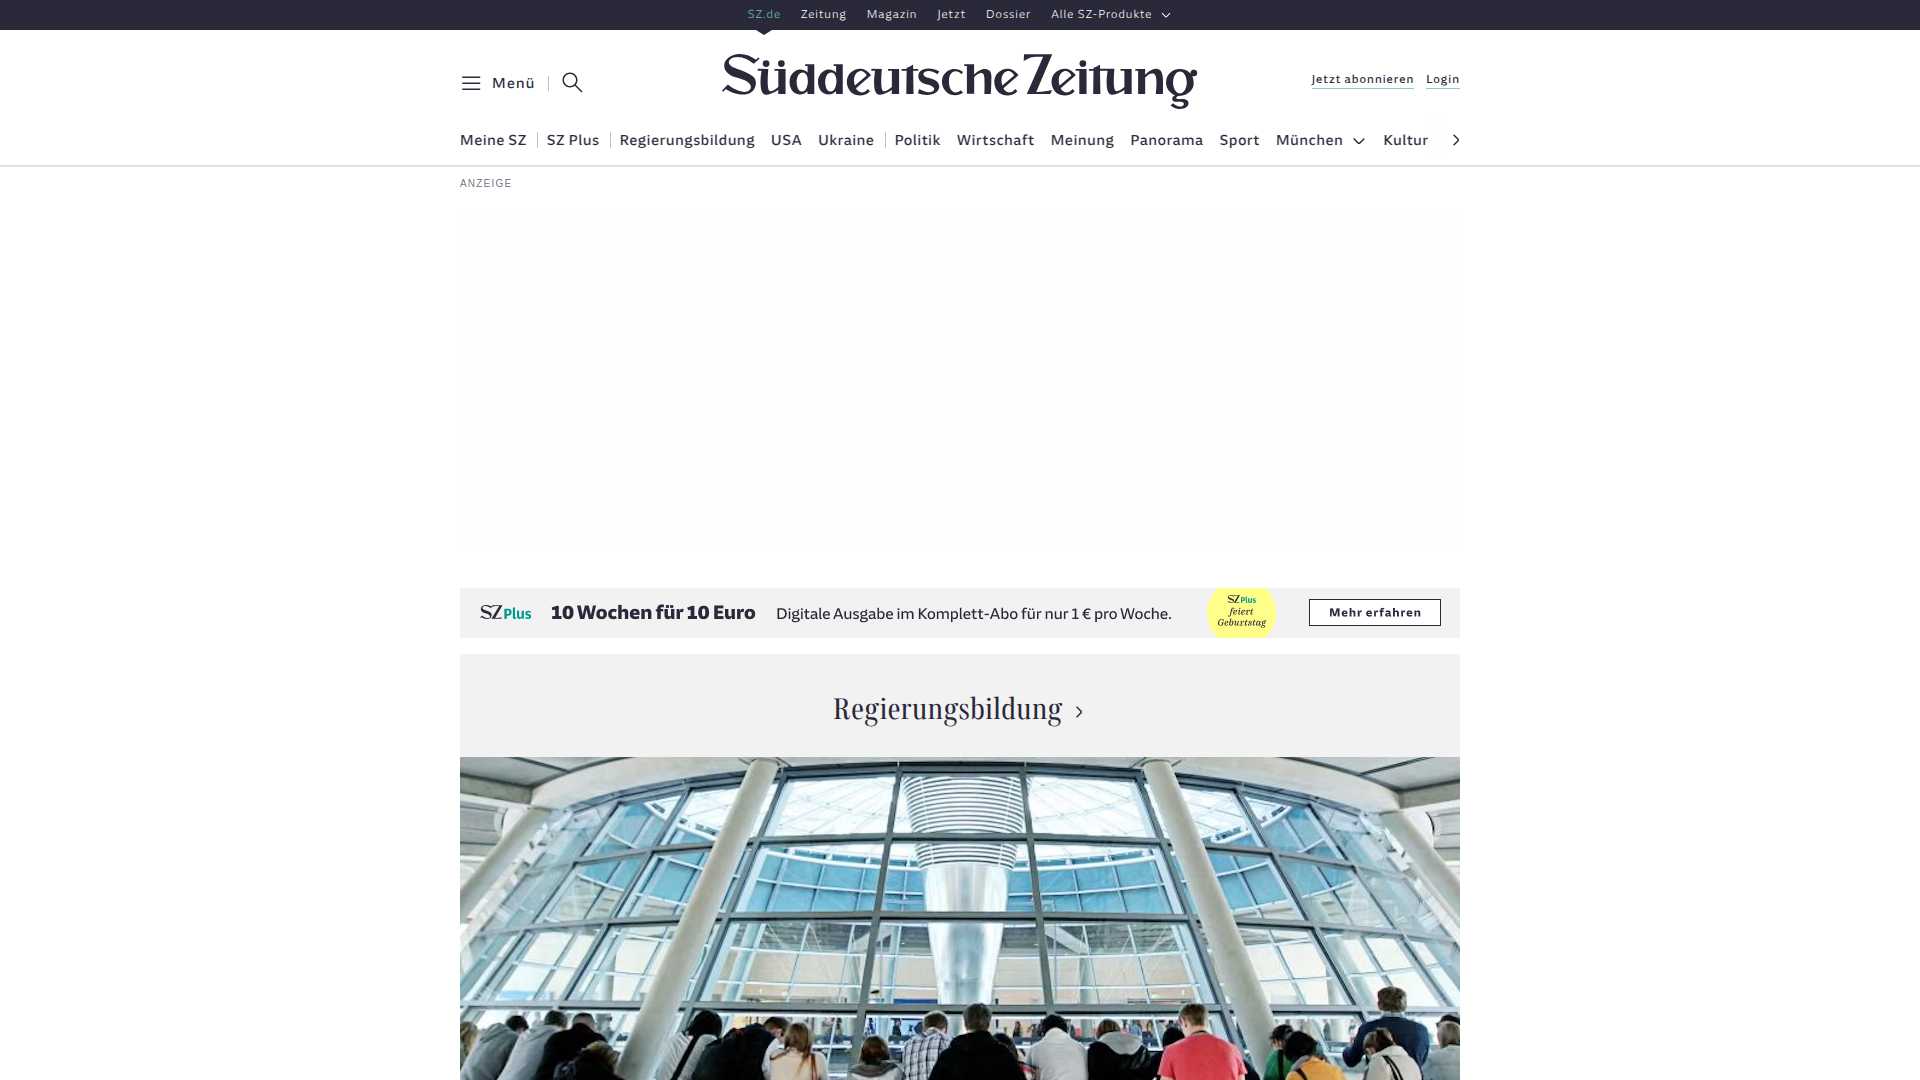 SZ.de Zeitung Magazin Jetzt Dossier Alle SZ-Produkte
Menü
Süddeutsche Zeitung
Jetzt abonnieren Login
Meine SZ SZ Plus Regierungsbildung USA Ukraine Politik Wirtschaft Meinung Panorama Sport München Kultur
ANZEIGE
SZ Plus 10 Wochen für 10 Euro Digitale Ausgabe im Komplett-Abo für nur 1 € pro Woche.
SZ Plus
feiert
Geburtstag
Mehr erfahren
Regierungsbildung